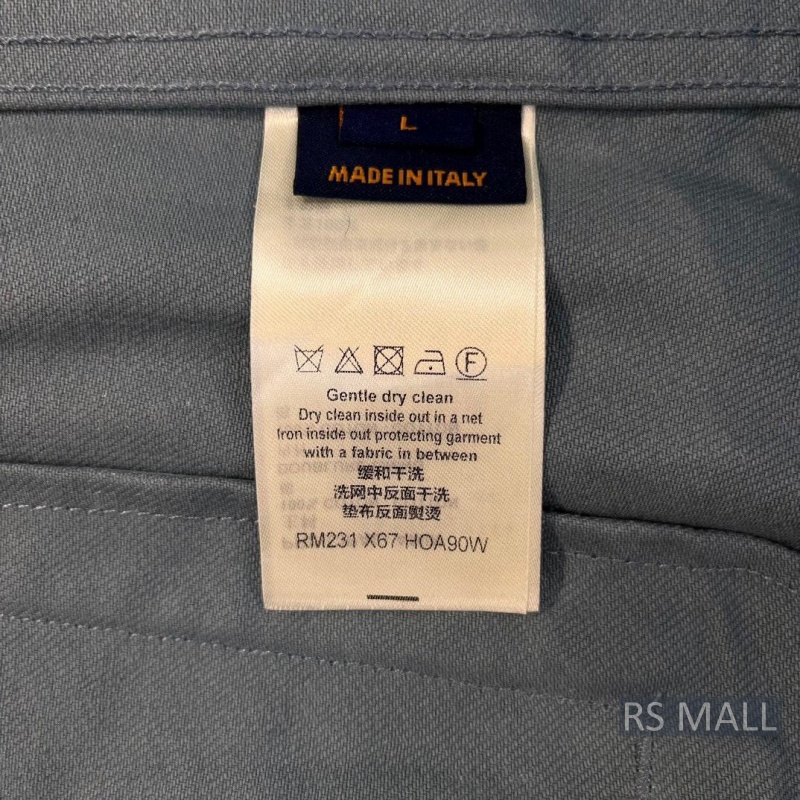 L
MADE IN ITALY
F
Gentle dry clean
Dry clean inside out in a net
Iron inside out protecting garment
with a fabric in between
缓和干洗
洗网中反面干洗
垫布反面熨烫
RM231 X67 HOA90W
RS MALL